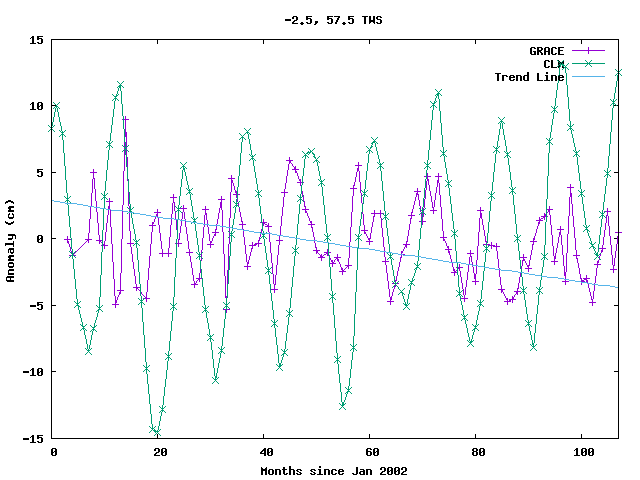 -2.5, 57.5 TWS
GRACE
CLM
Trend Line
15
10
5
0
-5
-10
-15
Anomaly (cm)
0 20 40 60 80 100
Months since Jan 2002